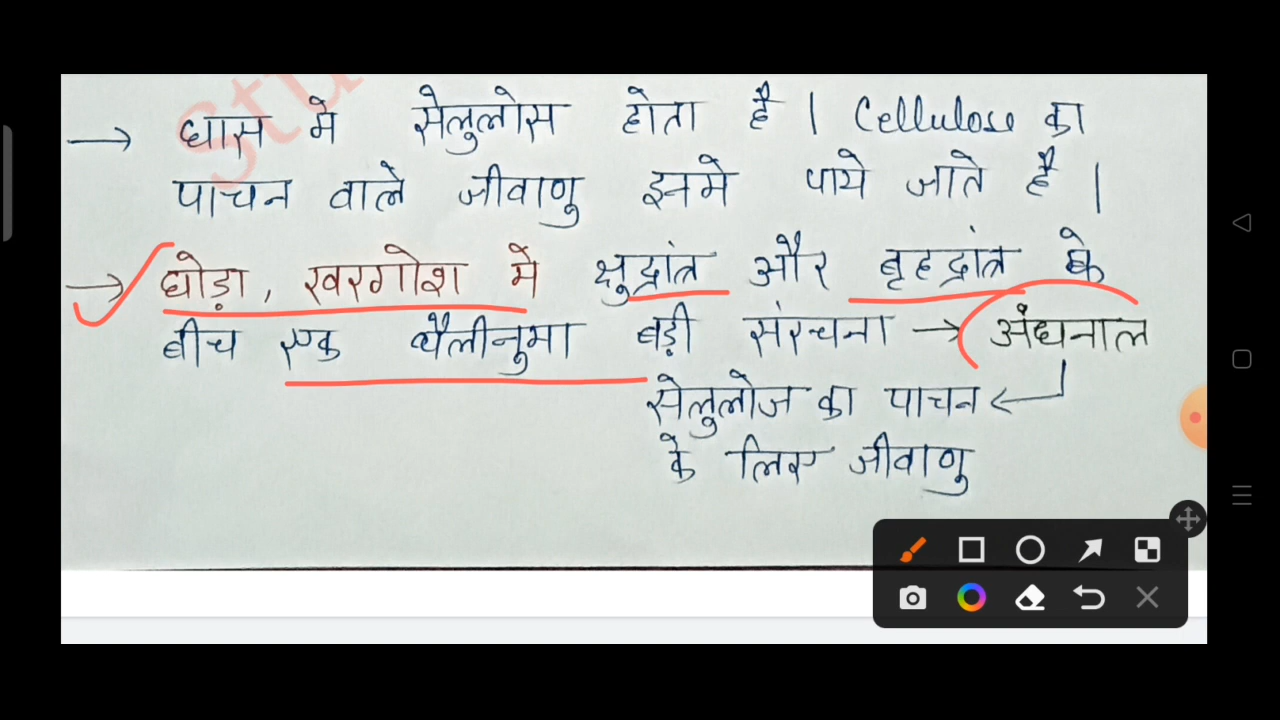 → घास में सेलुलोस होता है | Cellulose का
पाचन वाले जीवाणु इनमे पाये जाते है |
→ घोड़ा, खरगोश में क्षुद्रांत और बृहद्रांत के
बीच एक थैलीनुमा बड़ी संरचना → अंधनाल
सेलुलोज का पाचन ←
के लिए जीवाणु